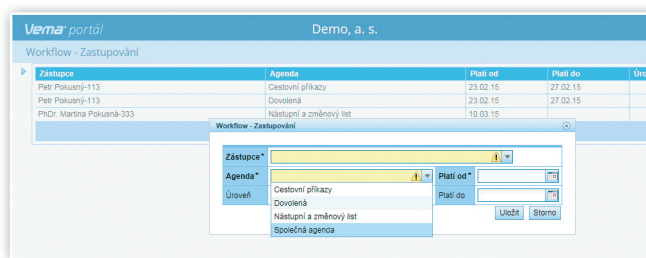 Vema portál Demo, a. s.
Workflow - Zastupování
Zástupce Agenda Platí od Platí do Úro
Petr Pokusný-113 Cestovní příkazy 23.02.15 27.02.15
Petr Pokusný-113 Dovolená 23.02.15 27.02.15
PhDr. Martina Pokusná-333 Nástupní a změnový list 10.03.15
Workflow - Zastupování
Zástupce*
Agenda* Platí od*
Úroveň Platí do
Cestovní příkazy
Dovolená
Nástupní a změnový list
Společná agenda
Uložit Storno